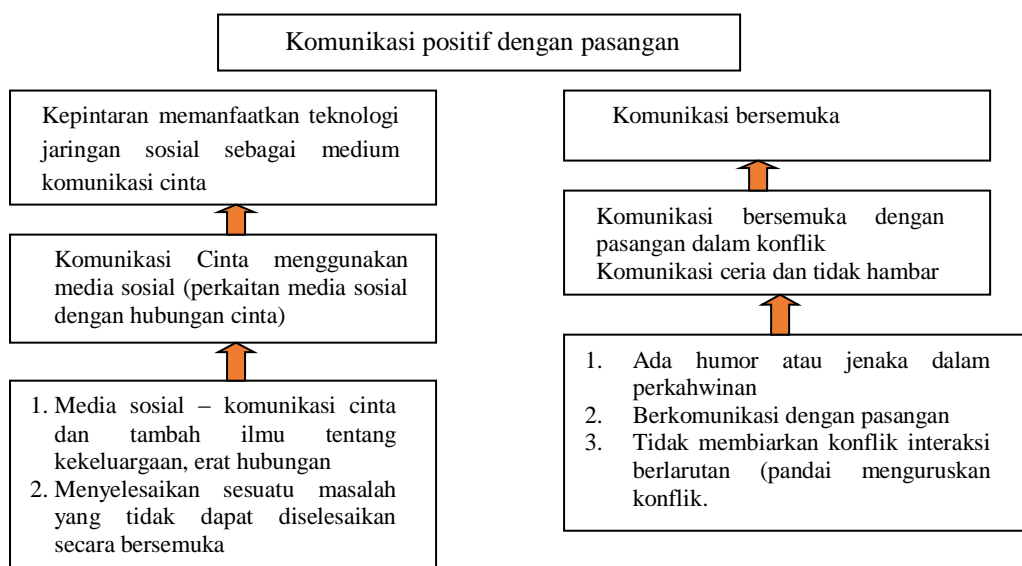 Komunikasi positif dengan pasangan
Kepintaran memanfaatkan teknologi
jaringan sosial sebagai medium
komunikasi cinta
Komunikasi Cinta menggunakan
media sosial (perkaitan media sosial
dengan hubungan cinta)
1. Media sosial – komunikasi cinta
dan tambah ilmu tentang
kekeluargaan, erat hubungan
2. Menyelesaikan sesuatu masalah
yang tidak dapat diselesaikan
secara bersemuka
Komunikasi bersemuka
Komunikasi bersemuka dengan
pasangan dalam konflik
Komunikasi ceria dan tidak hambar
1. Ada humor atau jenaka dalam
perkahwinan
2. Berkomunikasi dengan pasangan
3. Tidak membiarkan konflik interaksi
berlarutan (pandai menguruskan
konflik.